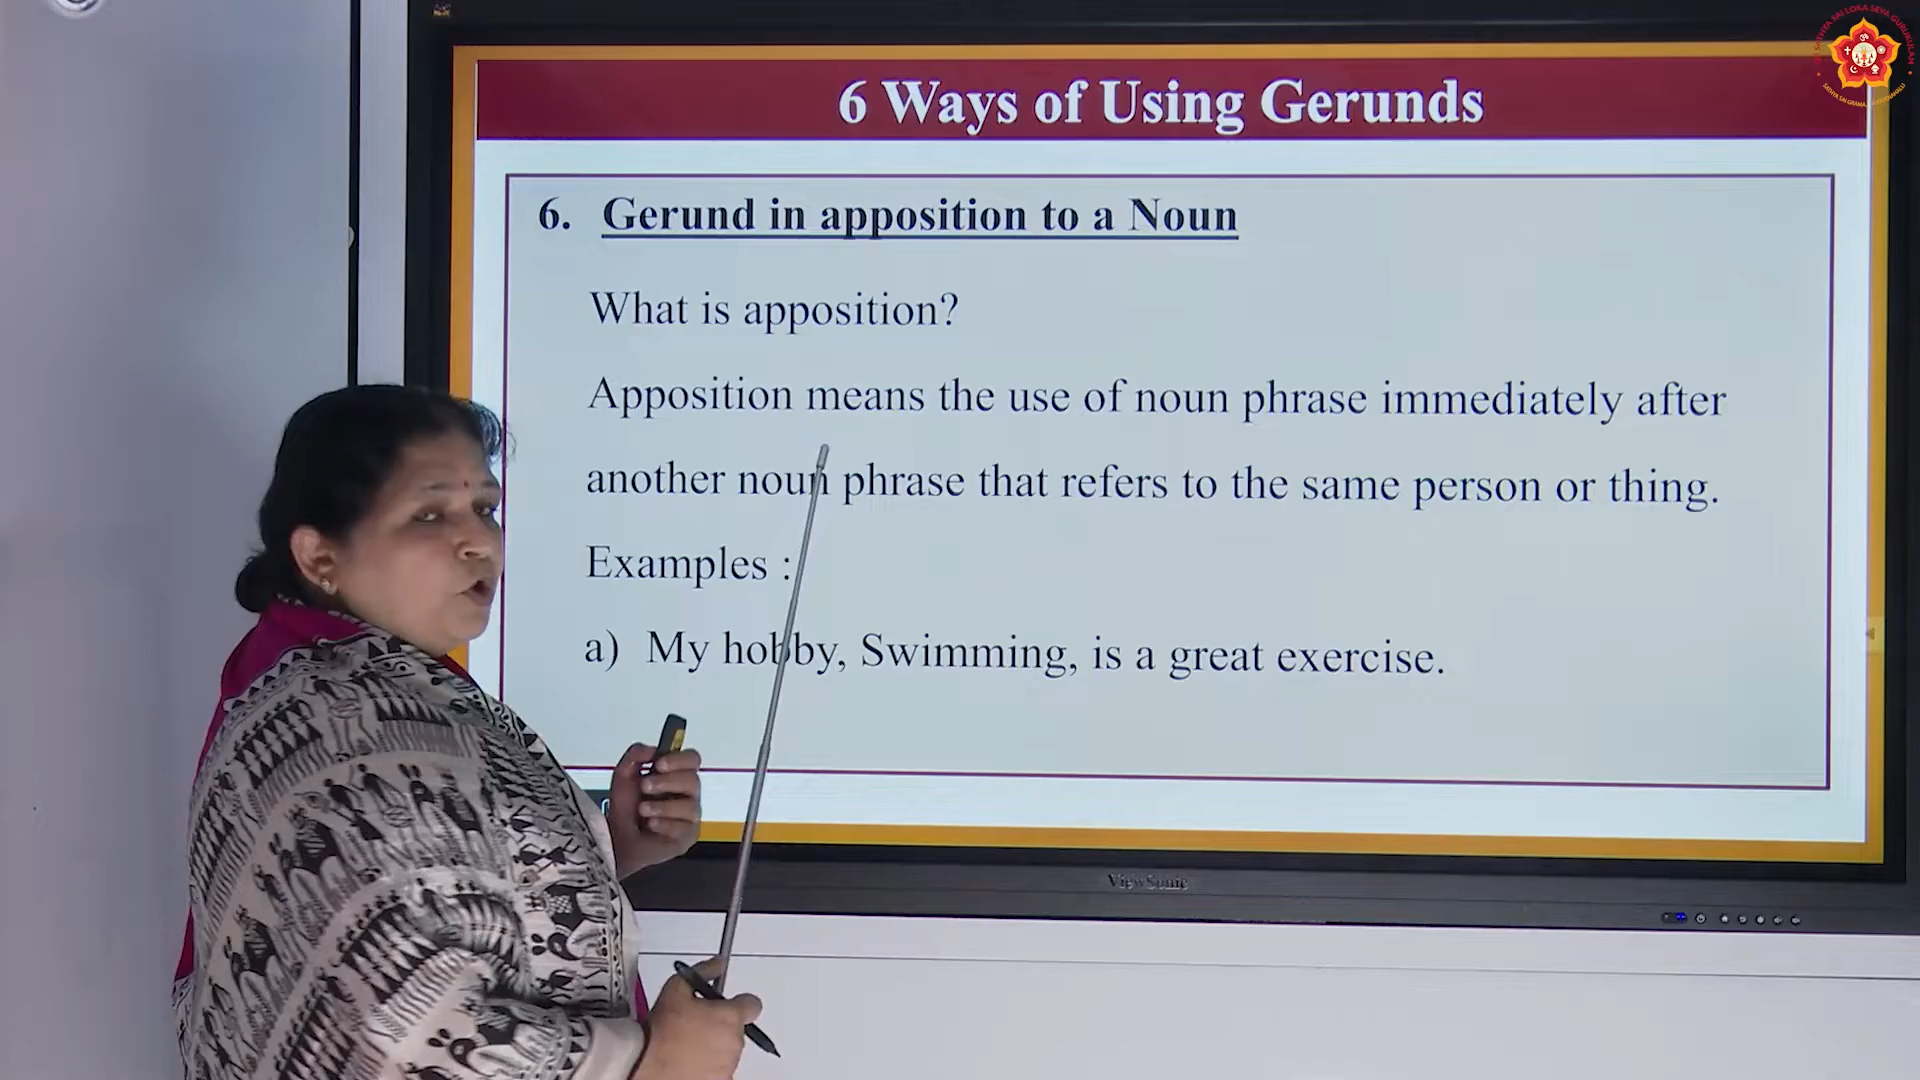 6 Ways of Using Gerunds
6. Gerund in apposition to a Noun
What is apposition?
Apposition means the use of noun phrase immediately after
another noun phrase that refers to the same person or thing.
Examples :
a) My hobby, Swimming, is a great exercise.
ViewSonic